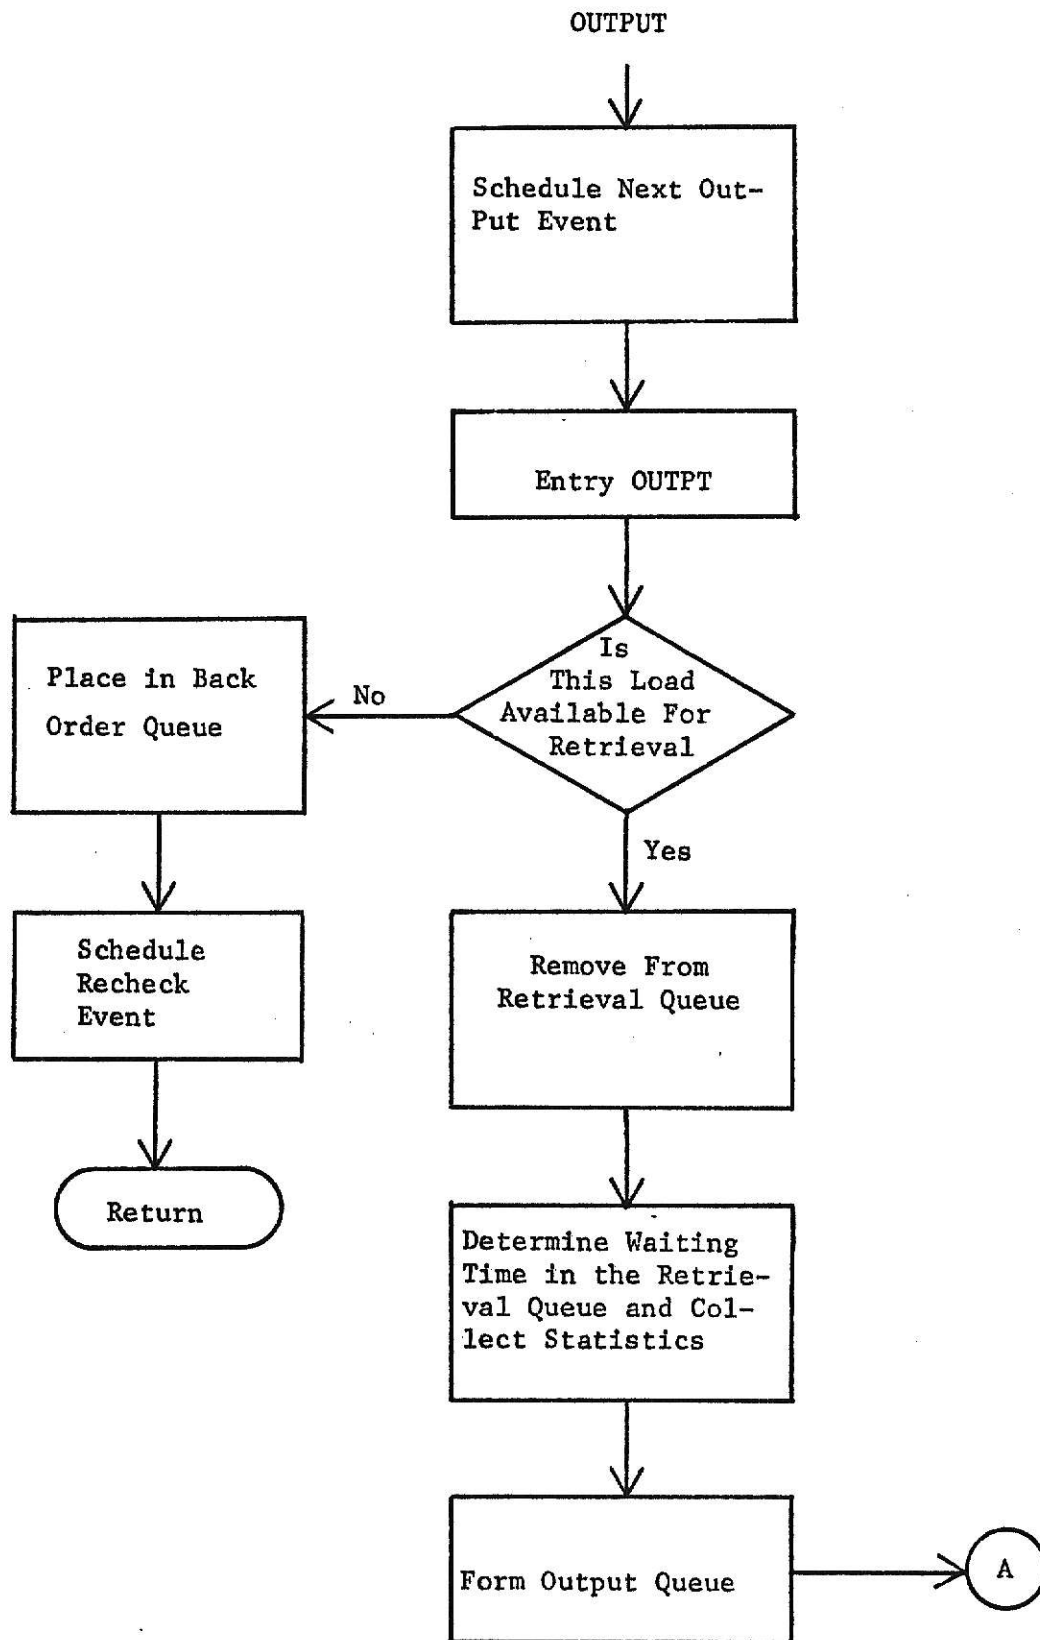 OUTPUT
Schedule Next Out-
Put Event
Entry OUTPT
Is
This Load
Available For
Retrieval
No
Place in Back
Order Queue
Yes
Schedule
Recheck
Event
Remove From
Retrieval Queue
Return
Determine Waiting
Time in the Retrie-
val Queue and Col-
lect Statistics
Form Output Queue
A